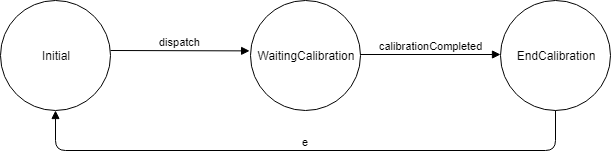 Initial
dispatch
WaitingCalibration
calibrationCompleted
EndCalibration
e